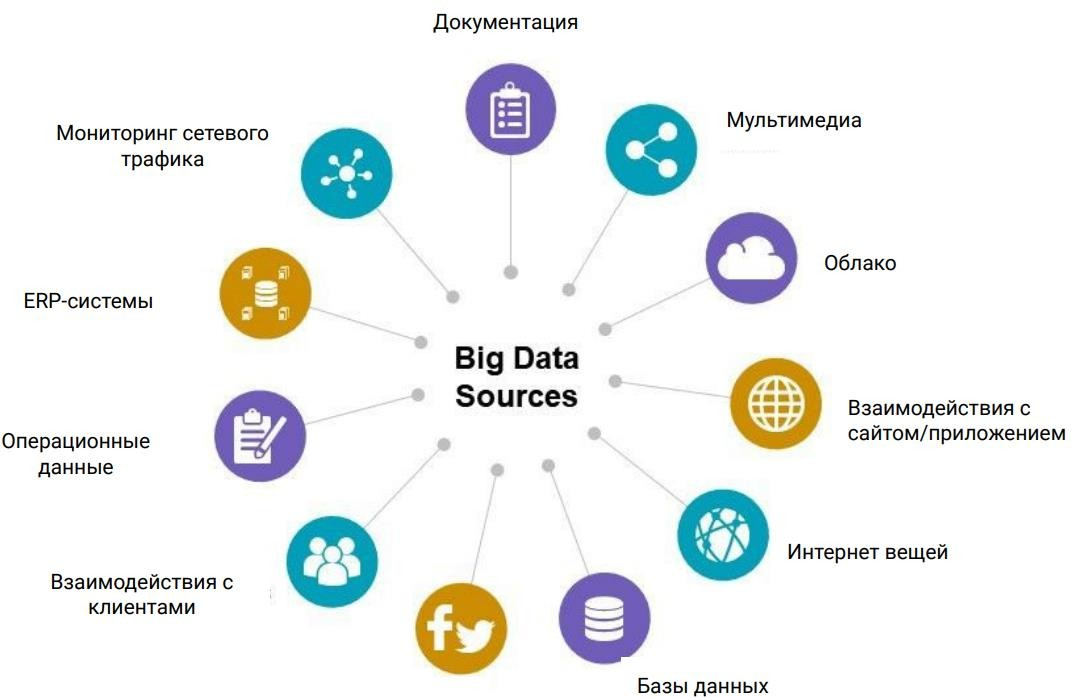 Документация
Мультимедиа
Мониторинг сетевого
трафика
Облако
ERP-системы
Big Data
Sources
Взаимодействия с
сайтом/приложением
Операционные
данные
Интернет вещей
Взаимодействия с
клиентами
Базы данных